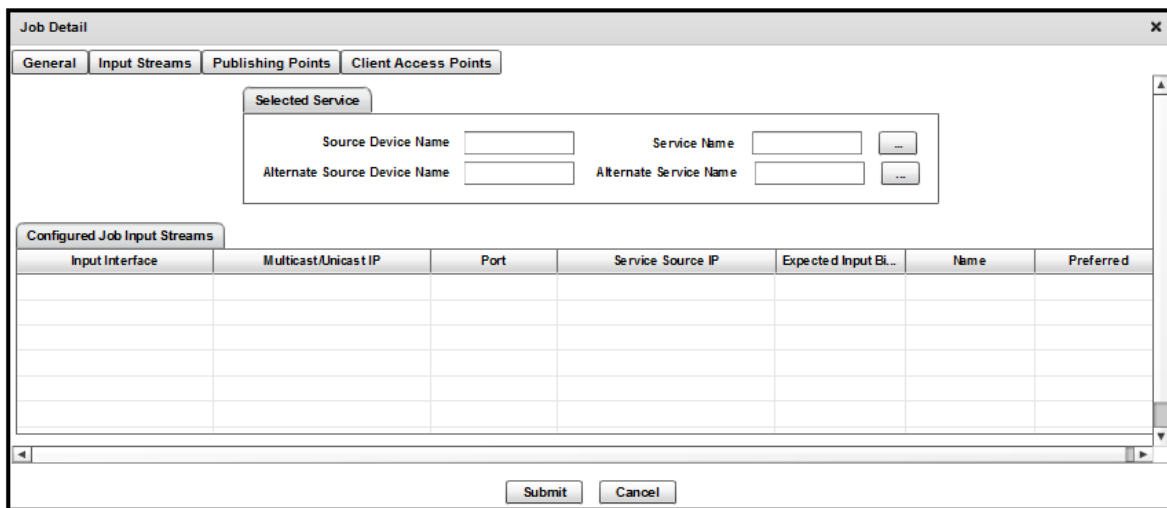 Job Detail
General Input Streams Publishing Points Client Access Points
Selected Service
Source Device Name Service Name ...
Alternate Source Device Name Alternate Service Name ...
Configured Job Input Streams
Input Interface Multicast/Unicast IP Port Service Source IP Expected Input Bi... Name Preferred
Submit Cancel